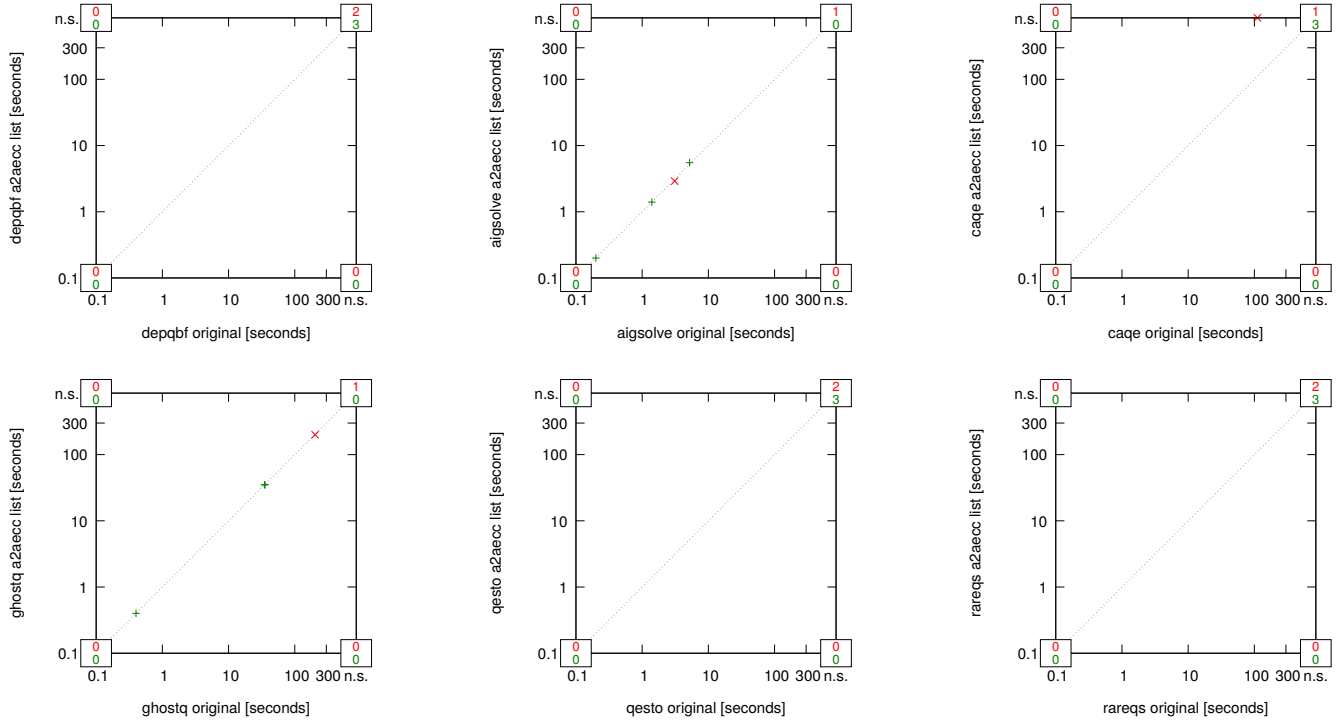 0 2 0 1 0 1
n.s. 0 3 n.s. 0 0 n.s. 0 3
300 300 300
100 100 100
10 10 10
1 1 1
depqbf a2aecc list [seconds] aigsolve a2aecc list [seconds] caqe a2aecc list [seconds]
0 0 0 0 0 0
0.1 0 0 0.1 0 0 0.1 0 0
0.1 1 10 100 300 n.s. 0.1 1 10 100 300 n.s. 0.1 1 10 100 300 n.s.
depqbf original [seconds] aigsolve original [seconds] caqe original [seconds]
0 1 0 2 0 2
n.s. 0 0 n.s. 0 3 n.s. 0 3
300 300 300
100 100 100
10 10 10
1 1 1
ghostq a2aecc list [seconds] qesto a2aecc list [seconds] rareqs a2aecc list [seconds]
0 0 0 0 0 0
0.1 0 0 0.1 0 0 0.1 0 0
0.1 1 10 100 300 n.s. 0.1 1 10 100 300 n.s. 0.1 1 10 100 300 n.s.
ghostq original [seconds] qesto original [seconds] rareqs original [seconds]